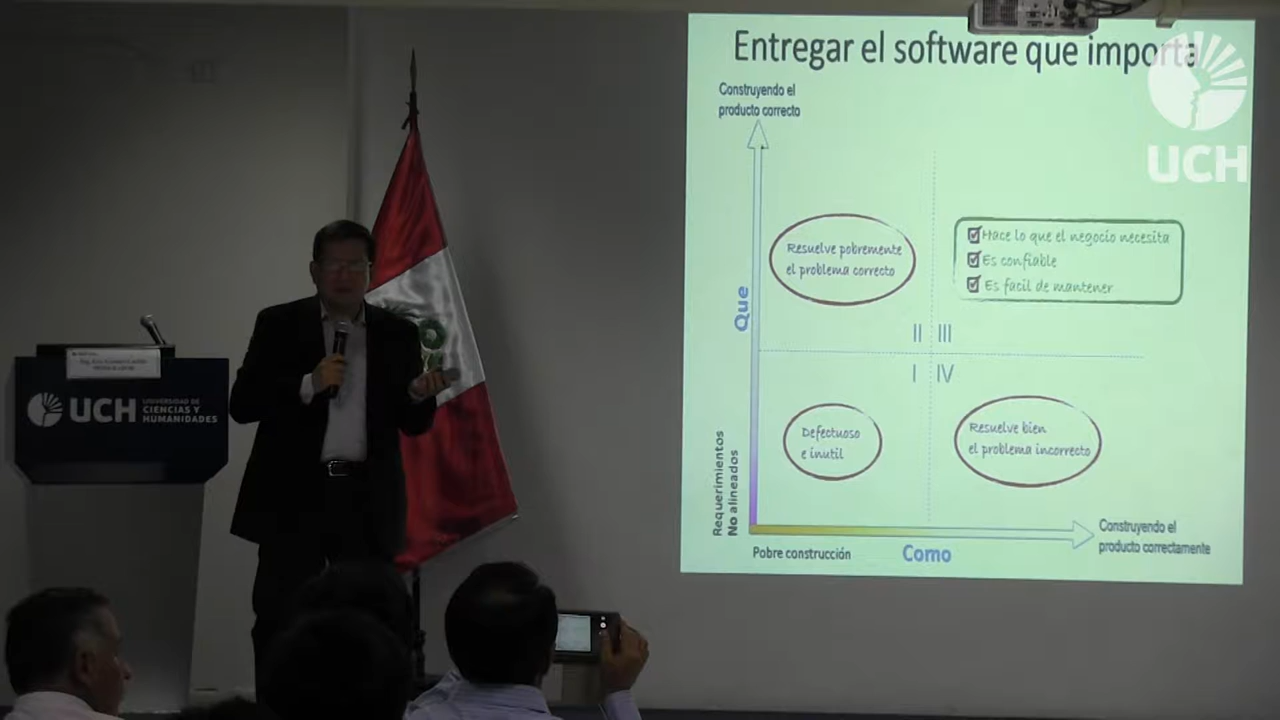 Entregar el software que importa
Construyendo el
producto correcto
UCH
Resuelve pobremente
el problema correcto
Hace lo que el negocio necesita
Es confiable
Es facil de mantener
Que
II III
I IV
Defectuoso
e inutil
Resuelve bien
el problema incorrecto
Requerimientos
No alineados
Construyendo el
producto correctamente
Pobre construcción
Como
UCH
UNIVERSIDAD DE
CIENCIAS Y
HUMANIDADES